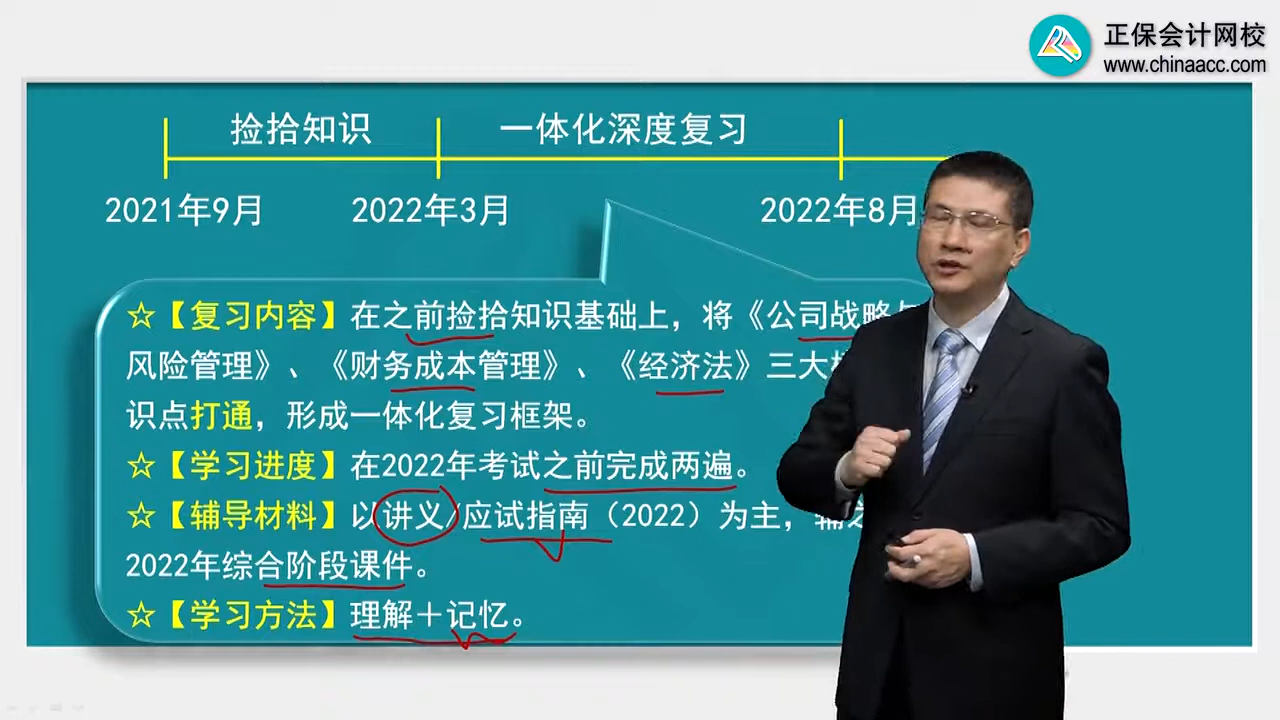 正保会计网校
www.chinaacc.com
捡拾知识
一体化深度复习
2021年9月
2022年3月
2022年8月
☆【复习内容】在之前捡拾知识基础上，将《公司战略
风险管理》、《财务成本管理》、《经济法》三大
识点打通，形成一体化复习框架。
☆【学习进度】在2022年考试之前完成两遍。
☆【辅导材料】以讲义/应试指南（2022）为主，辅
2022年综合阶段课件。
☆【学习方法】理解＋记忆。